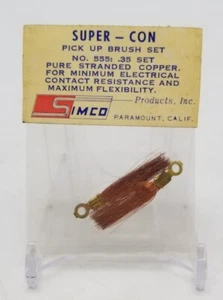 SUPER - CON
PICK UP BRUSH SET
NO. 555: .35 SET
PURE STRANDED COPPER.
FOR MINIMUM ELECTRICAL
CONTACT RESISTANCE AND
MAXIMUM FLEXIBILITY.
SIMCO Products, Inc.
PARAMOUNT, CALIF.